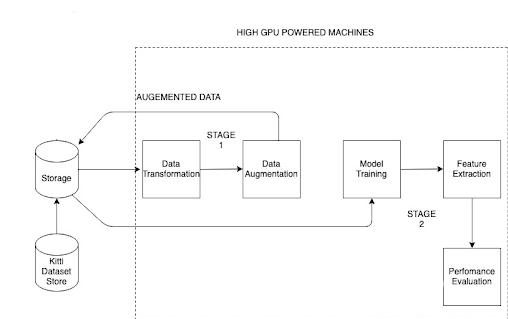 HIGH GPU POWERED MACHINES
AUGEMENTED DATA
STAGE
1
Storage
Data
Transformation
Data
Augmentation
Model
Training
Feature
Extraction
STAGE
2
Kitti
Dataset
Store
Perfomance
Evaluation